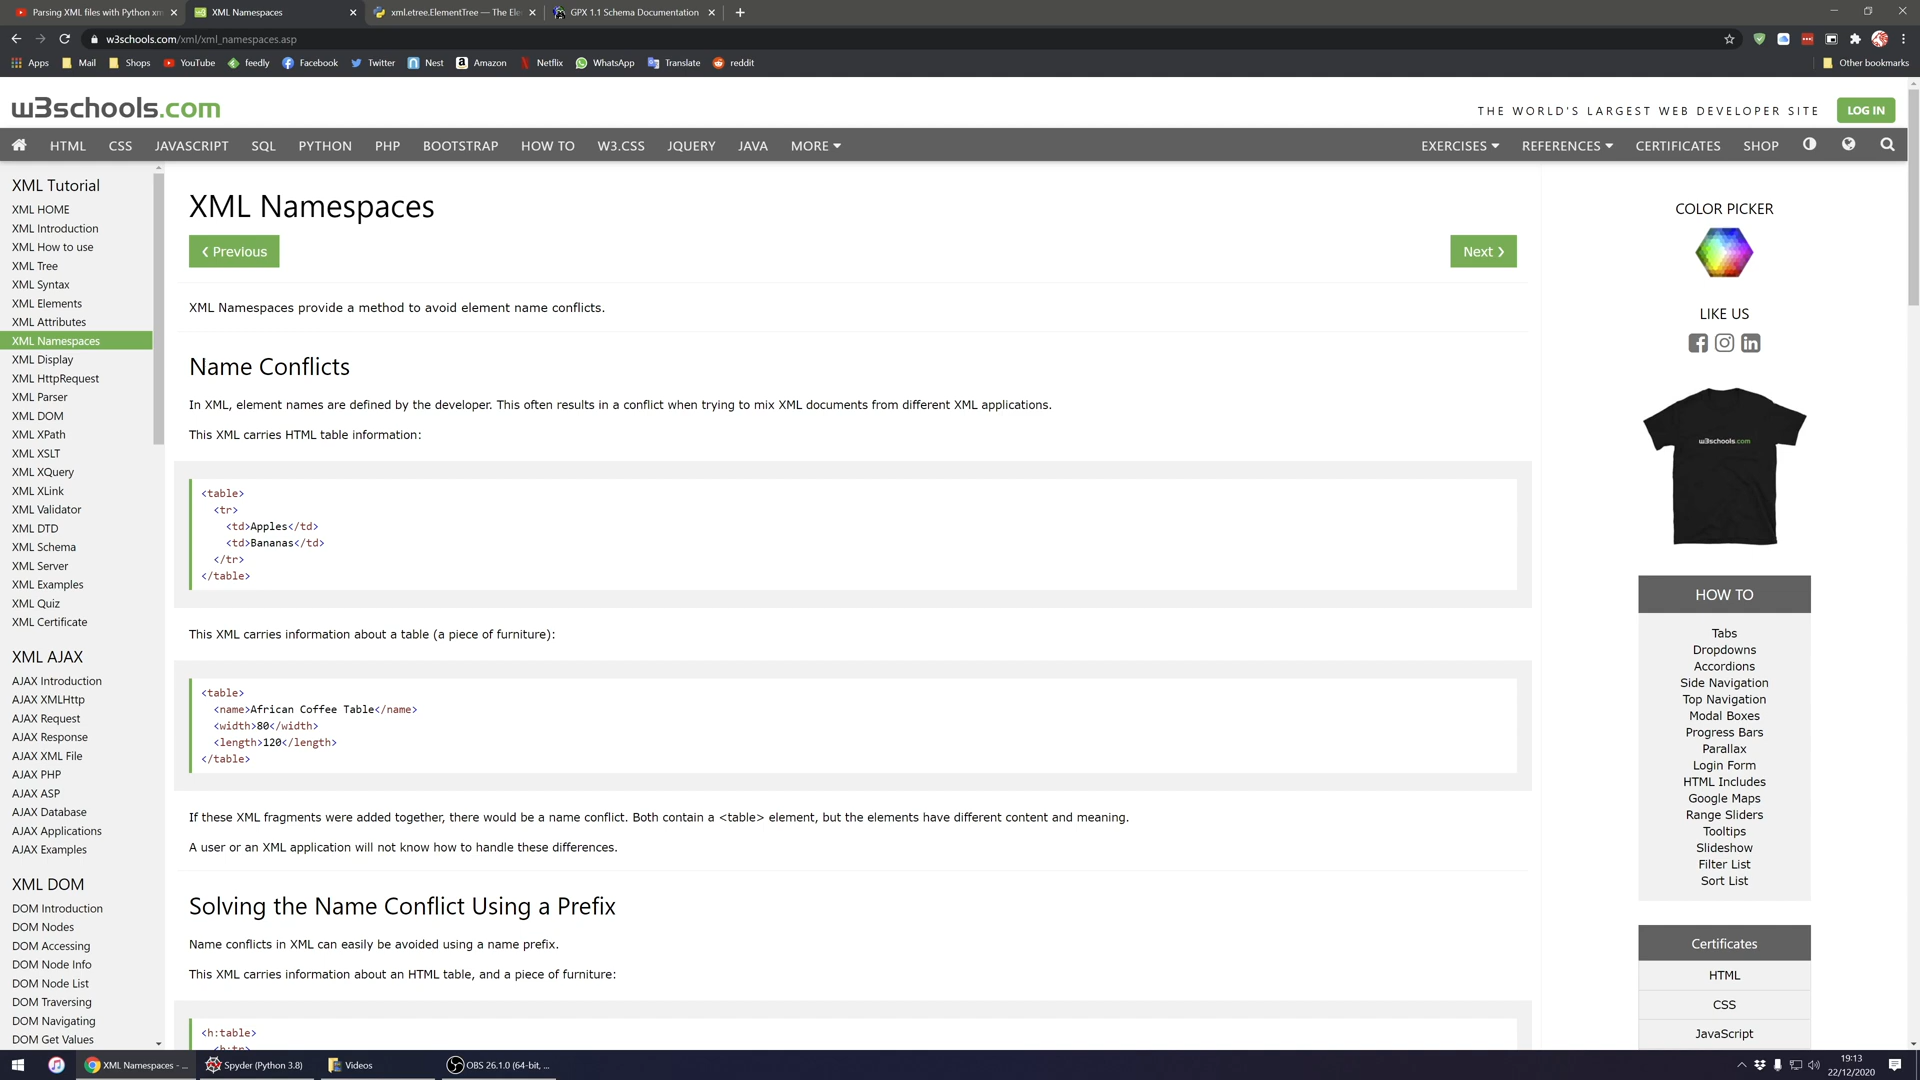 Parsing XML files with Python xm
XML Namespaces
xml.etree.ElementTree — The Ele
GPX 1.1 Schema Documentation
w3schools.com/xml/xml_namespaces.asp
Apps
Mail
Shops
YouTube
feedly
Facebook
Twitter
Nest
Amazon
Netflix
WhatsApp
Translate
reddit
Other bookmarks
w3schools.com
THE WORLD'S LARGEST WEB DEVELOPER SITE
LOG IN
HTML
CSS
JAVASCRIPT
SQL
PYTHON
PHP
BOOTSTRAP
HOW TO
W3.CSS
JQUERY
JAVA
MORE
EXERCISES
REFERENCES
CERTIFICATES
SHOP
XML Tutorial
XML HOME
XML Introduction
XML How to use
XML Tree
XML Syntax
XML Elements
XML Attributes
XML Namespaces
XML Display
XML HttpRequest
XML Parser
XML DOM
XML XPath
XML XSLT
XML XQuery
XML XLink
XML Validator
XML DTD
XML Schema
XML Server
XML Examples
XML Quiz
XML Certificate
XML AJAX
AJAX Introduction
AJAX XMLHttp
AJAX Request
AJAX Response
AJAX XML File
AJAX PHP
AJAX ASP
AJAX Database
AJAX Applications
AJAX Examples
XML DOM
DOM Introduction
DOM Nodes
DOM Accessing
DOM Node Info
DOM Node List
DOM Traversing
DOM Navigating
DOM Get Values
XML Namespaces
❮ Previous
Next ❯
XML Namespaces provide a method to avoid element name conflicts.
Name Conflicts
In XML, element names are defined by the developer. This often results in a conflict when trying to mix XML documents from different XML applications.
This XML carries HTML table information:
<table>
<tr>
<td>Apples</td>
<td>Bananas</td>
</tr>
</table>
This XML carries information about a table (a piece of furniture):
<table>
<name>African Coffee Table</name>
<width>80</width>
<length>120</length>
</table>
If these XML fragments were added together, there would be a name conflict. Both contain a <table> element, but the elements have different content and meaning.
A user or an XML application will not know how to handle these differences.
Solving the Name Conflict Using a Prefix
Name conflicts in XML can easily be avoided using a name prefix.
This XML carries information about an HTML table, and a piece of furniture:
<h:table>
<h:tr>
COLOR PICKER
LIKE US
w3schools.com
HOW TO
Tabs
Dropdowns
Accordions
Side Navigation
Top Navigation
Modal Boxes
Progress Bars
Parallax
Login Form
HTML Includes
Google Maps
Range Sliders
Tooltips
Slideshow
Filter List
Sort List
Certificates
HTML
CSS
JavaScript
XML Namespaces - ...
Spyder (Python 3.8)
Videos
OBS 26.1.0 (64-bit, ...
19:13
22/12/2020